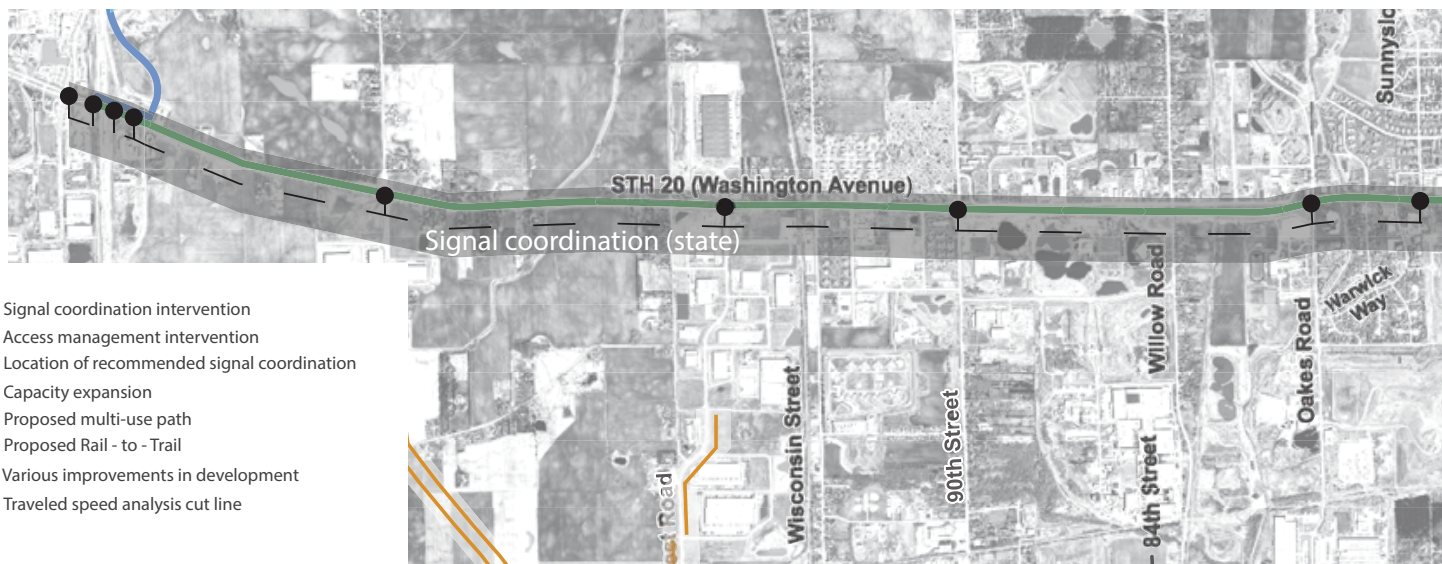 Sunnyslo
STH 20 (Washington Avenue)
Signal coordination (state)
Warwick
Way
Willow Road
Oakes Road
Wisconsin Street
90th Street
84th Street
Road
Signal coordination intervention
Access management intervention
Location of recommended signal coordination
Capacity expansion
Proposed multi-use path
Proposed Rail - to - Trail
Various improvements in development
Traveled speed analysis cut line